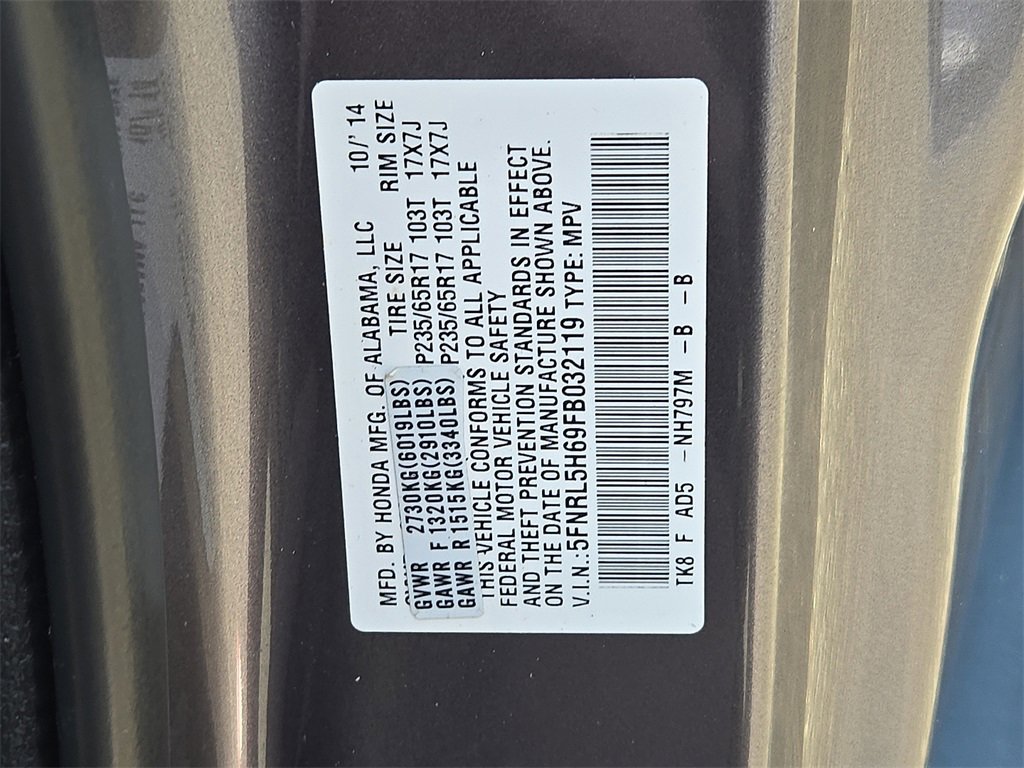 MFD. BY HONDA MFG. OF ALABAMA, LLC 10/' 14
TIRE SIZE RIM SIZE
GVWR 2730KG(6019LBS)
GAWR F 1320KG(2910LBS) P235/65R17 103T 17X7J
GAWR R 1515KG(3340LBS) P235/65R17 103T 17X7J
THIS VEHICLE CONFORMS TO ALL APPLICABLE
FEDERAL MOTOR VEHICLE SAFETY
AND THEFT PREVENTION STANDARDS IN EFFECT
ON THE DATE OF MANUFACTURE SHOWN ABOVE.
V.I.N.:5FNRL5H69FB032119 TYPE: MPV
TK8 F AD5 -NH797M -B -B